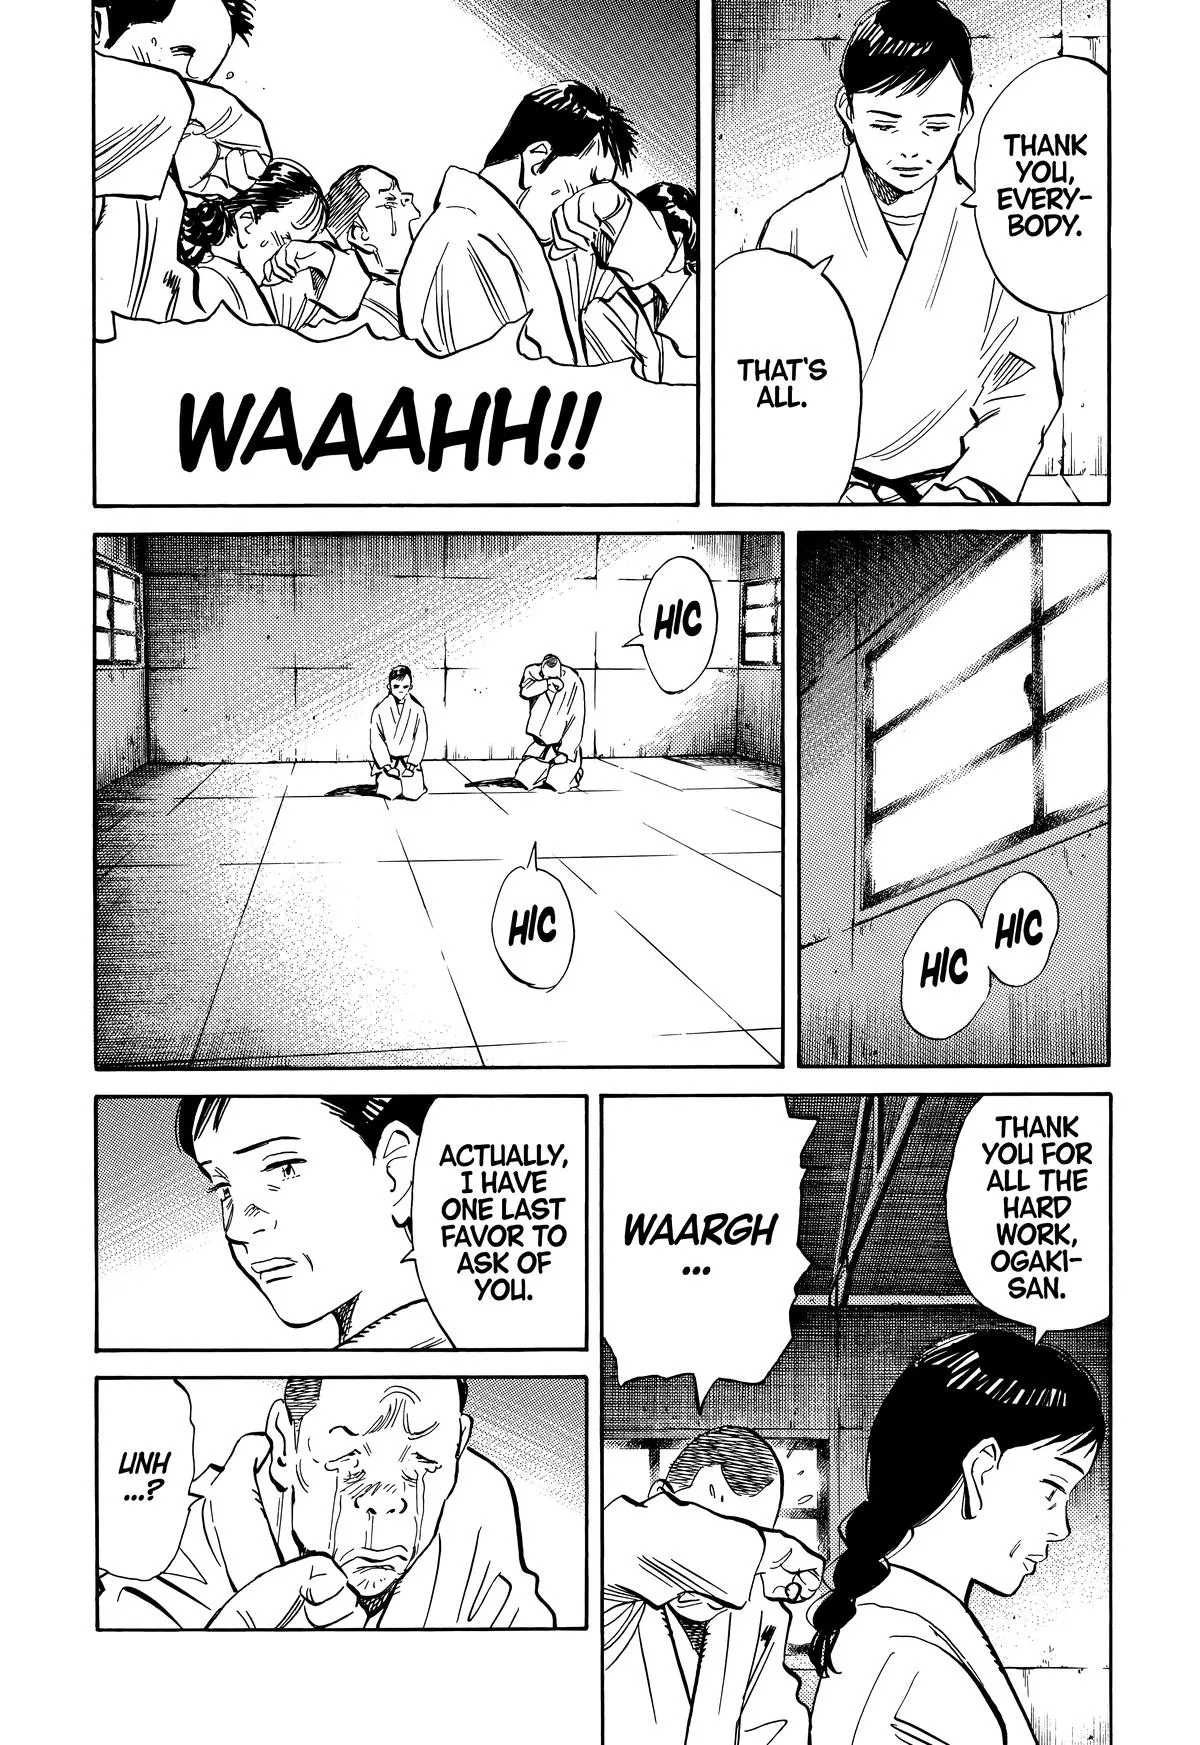 THANK
YOU,
EVERY-
BODY.
THAT'S
ALL.
WAAAHH!!
HIC
HIC
HIC
HIC
THANK
YOU FOR
ALL THE
HARD
WORK,
OGAKI-
SAN.
WAARGH
...
ACTUALLY,
I HAVE
ONE LAST
FAVOR TO
ASK OF
YOU.
UNH
...?